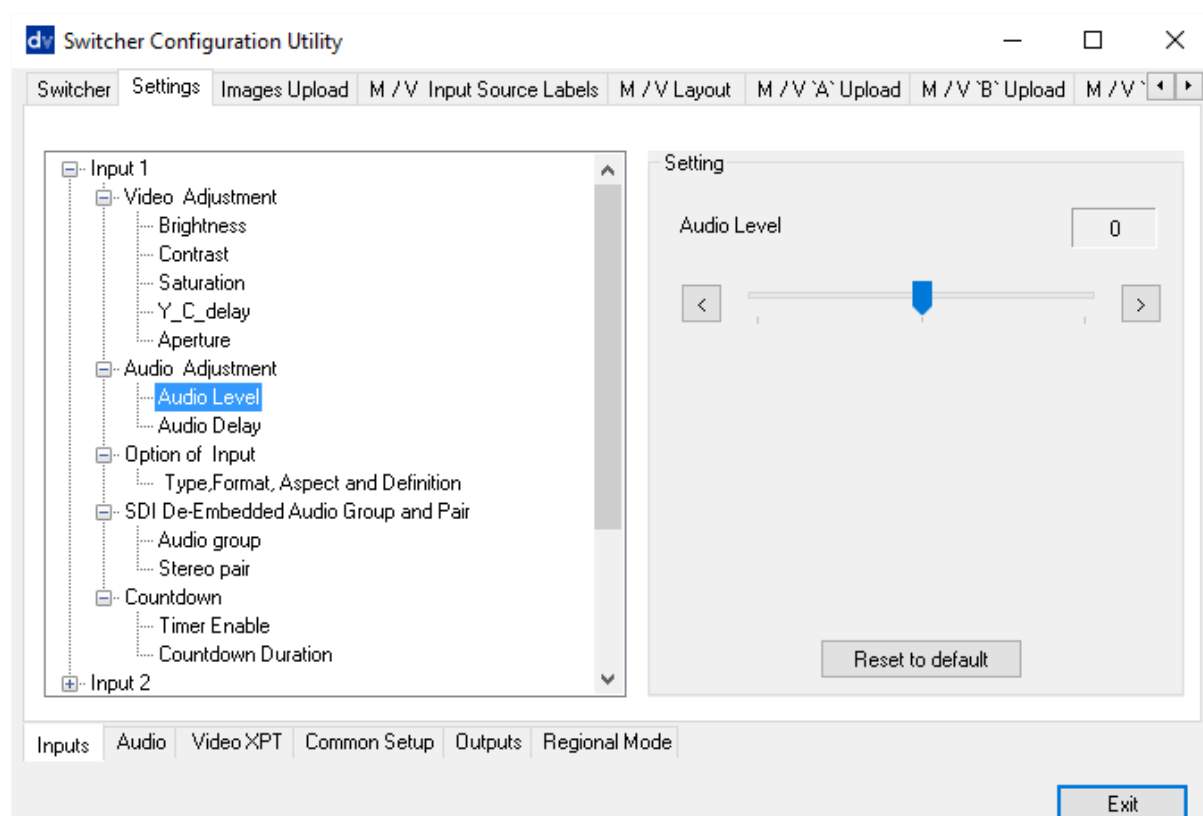 dv Switcher Configuration Utility
Switcher Settings Images Upload M / V Input Source Labels M / V Layout M / V `A` Upload M / V `B` Upload M / V `
Input 1
Setting
Video Adjustment
Brightness
Audio Level 0
Contrast
Saturation
Y_C_delay
< >
Aperture
Audio Adjustment
Audio Level
Audio Delay
Option of Input
Type,Format, Aspect and Definition
SDI De-Embedded Audio Group and Pair
Audio group
Stereo pair
Countdown
Timer Enable
Countdown Duration
Reset to default
Input 2
Inputs Audio Video XPT Common Setup Outputs Regional Mode
Exit